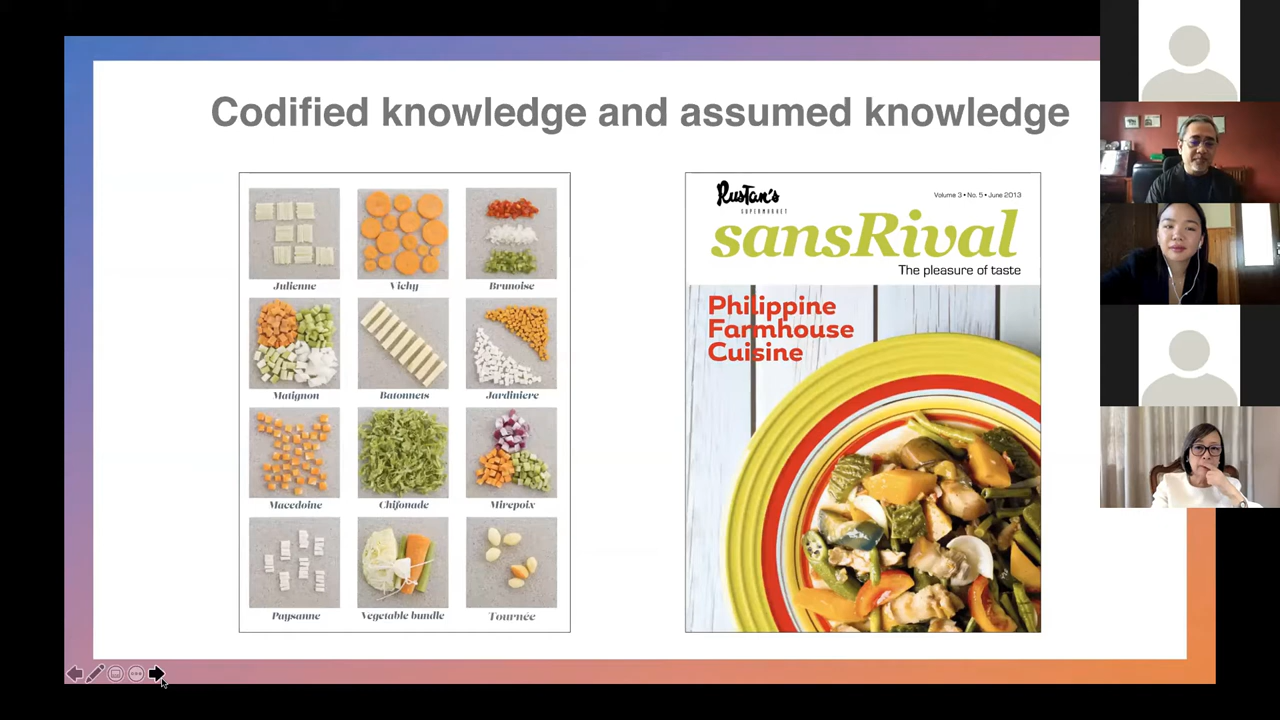 Codified knowledge and assumed knowledge
Julienne
Vichy
Brunoise
Matignon
Batonnets
Jardiniere
Macedoine
Chifonade
Mirepoix
Paysanne
Vegetable bundle
Tournée
Rustan's
SUPERMARKET
Volume 3 • No. 5 • June 2013
sansRival
The pleasure of taste
Philippine
Farmhouse
Cuisine